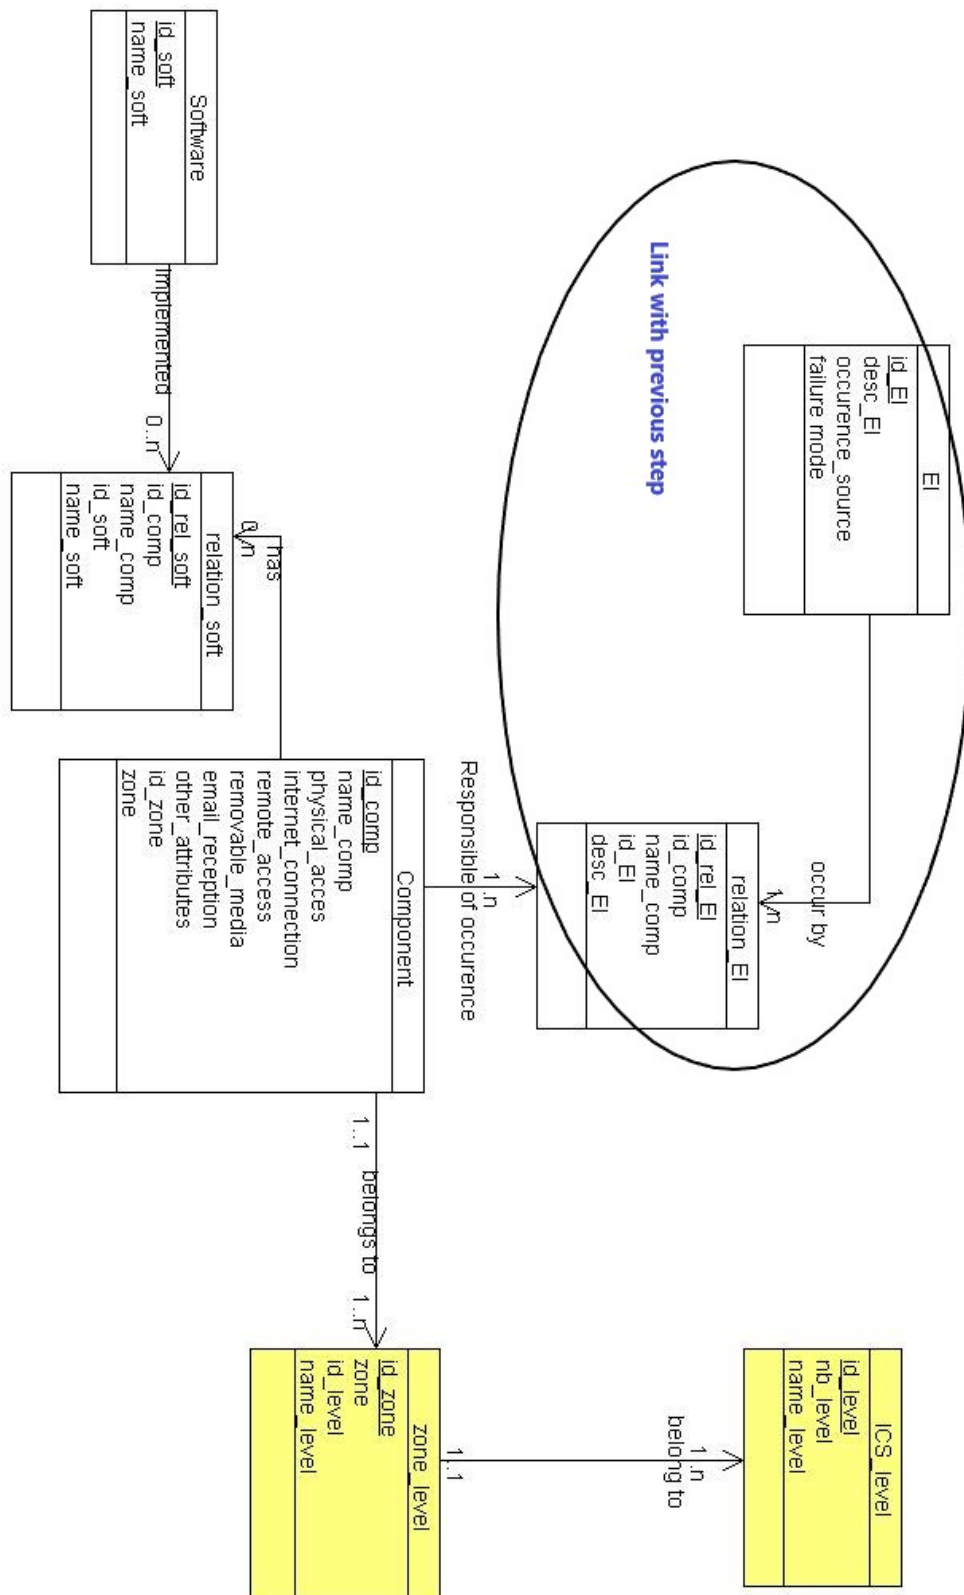 EI
id_EI
desc_EI
occurence_source
failure mode
ICS_level
id_level
nb_level
name_level
Link with previous step
occur by
1..n
1..n
belong to
relation_EI
id_rel_EI
id_comp
name_comp
id_EI
desc_EI
1..n
Responsible of occurence
1..1
Software
id_soft
name_soft
Implemented
0..n
relation_soft
id_rel_soft
id_comp
name_comp
id_soft
name_soft
has
0..n
Component
id_comp
name_comp
physical_acces
internet_connection
remote_access
removable_media
email_reception
other_attributes
id_zone
zone
1..1
belongs to
1..n
zone_level
id_zone
zone
id_level
name_level